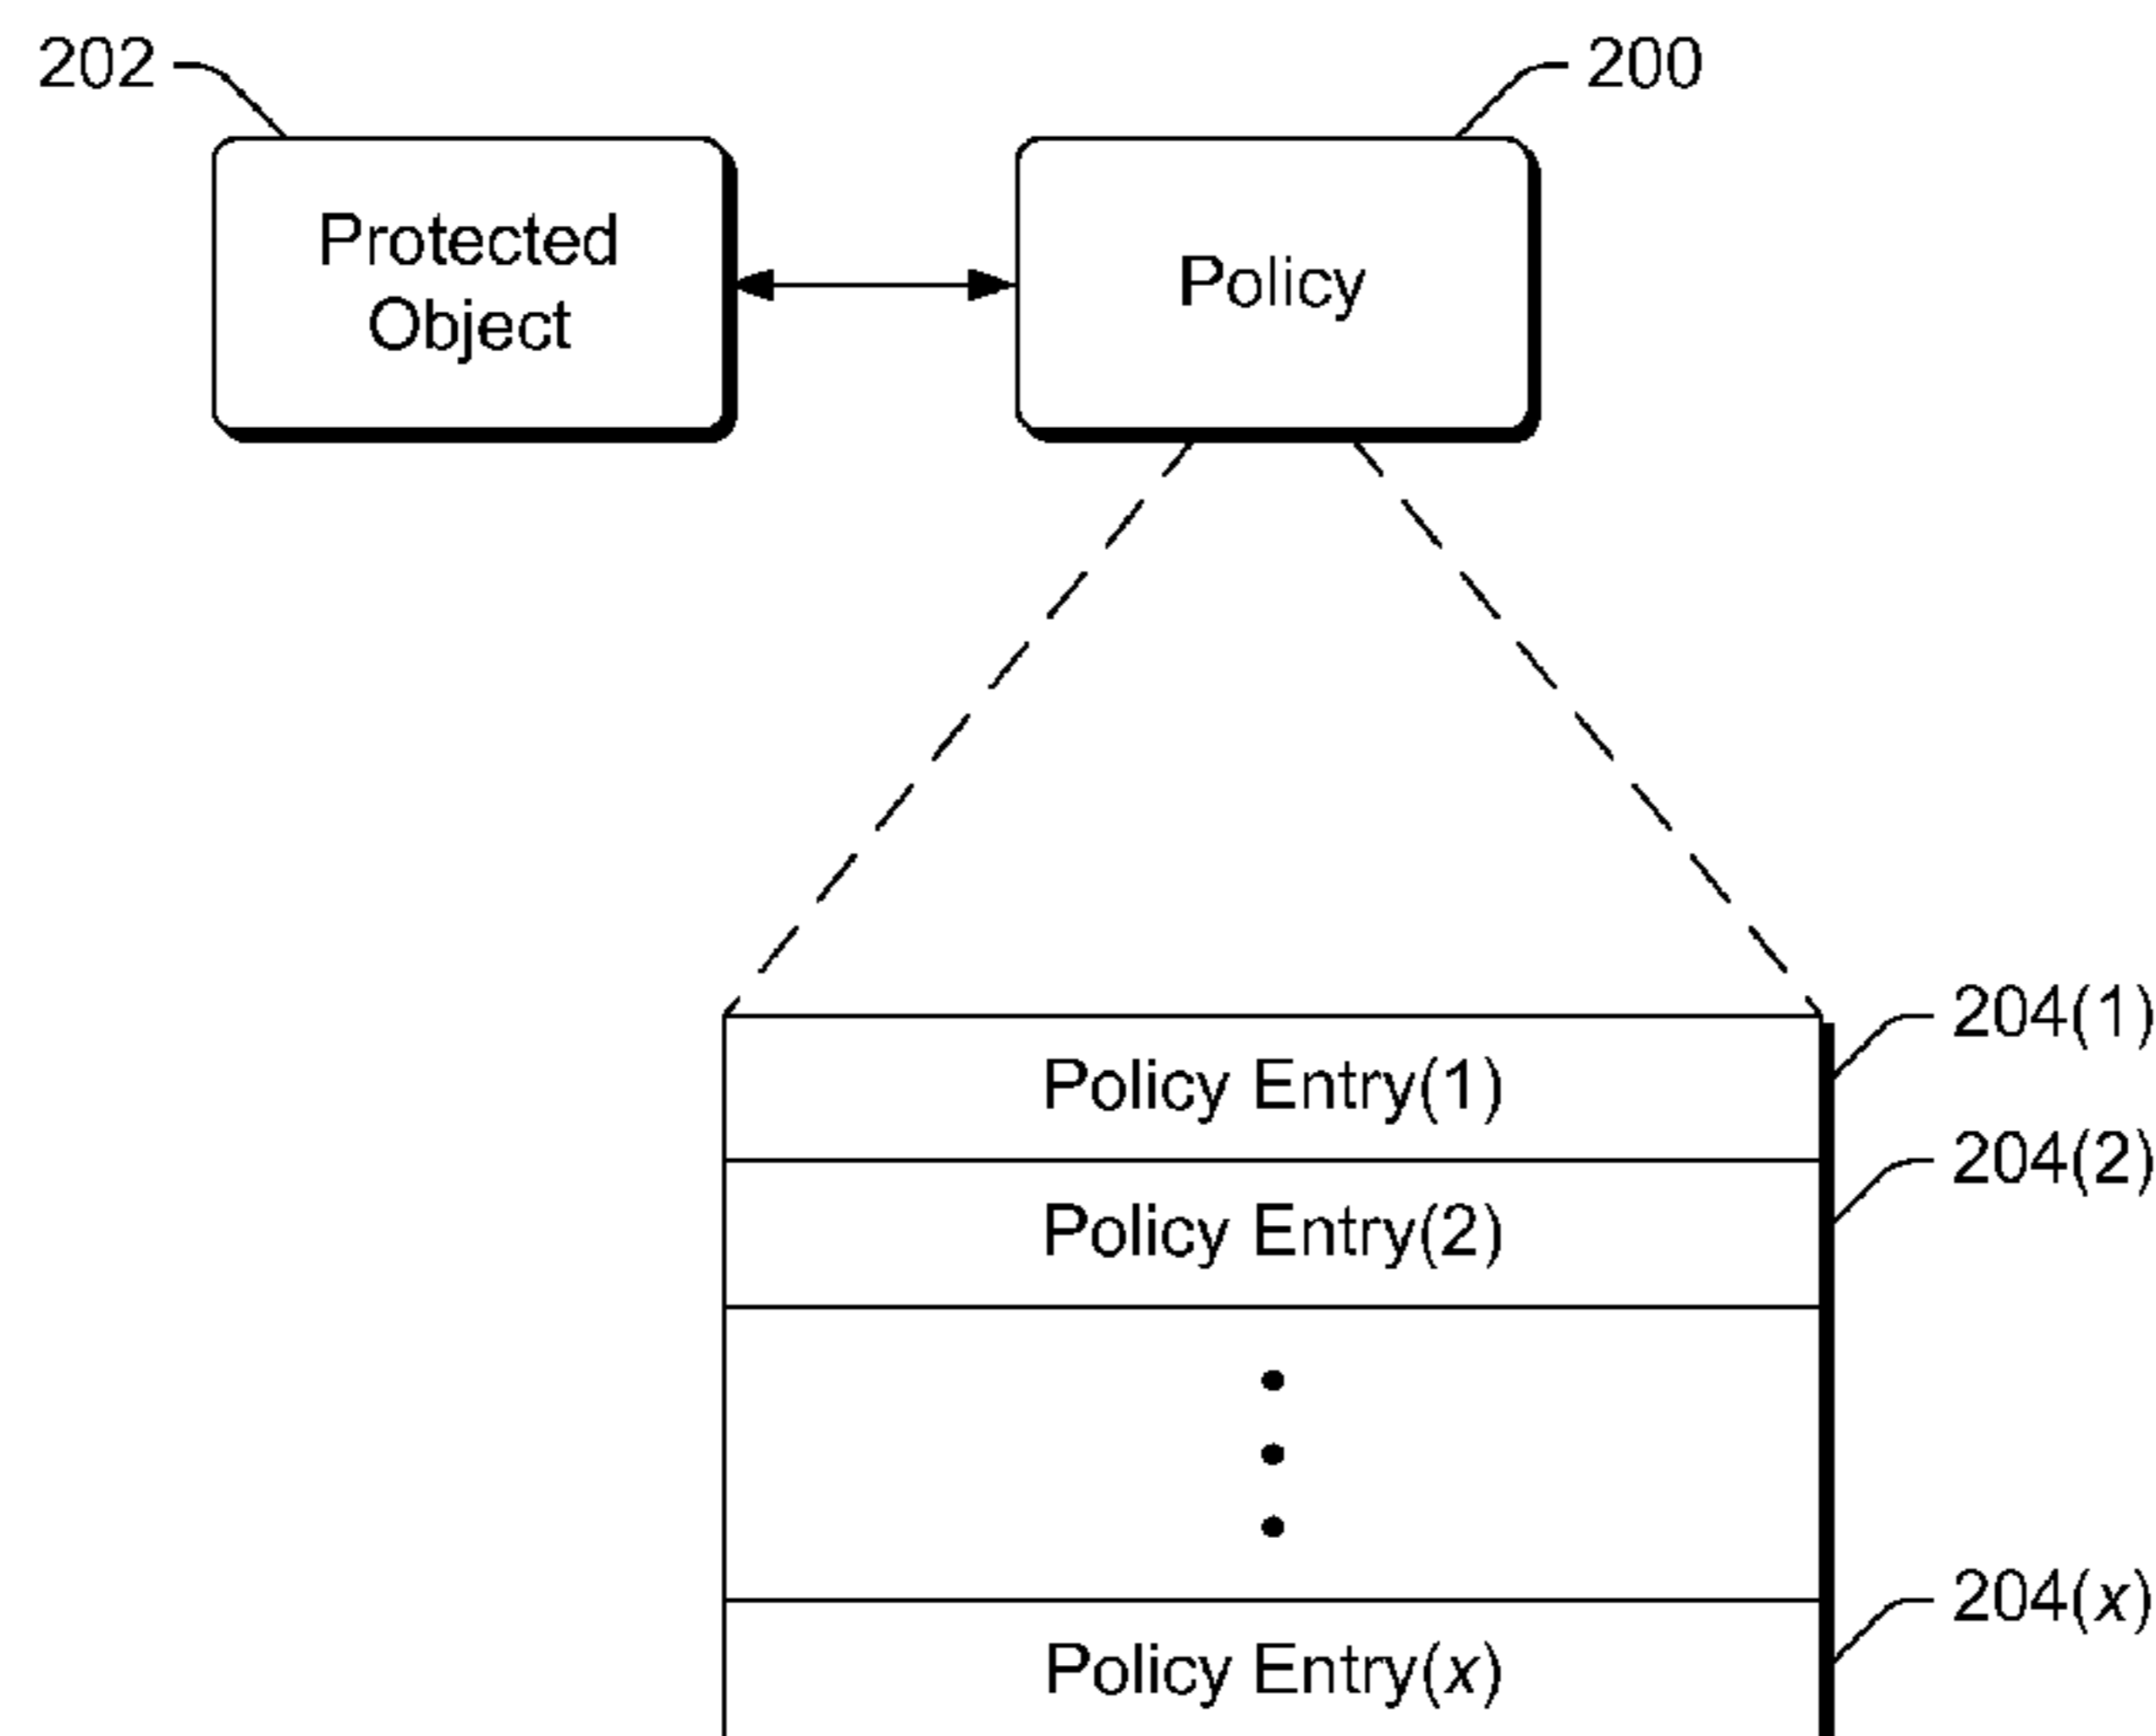 202
200
Protected
Object
Policy
204(1)
Policy Entry(1)
204(2)
Policy Entry(2)
204(x)
Policy Entry(x)